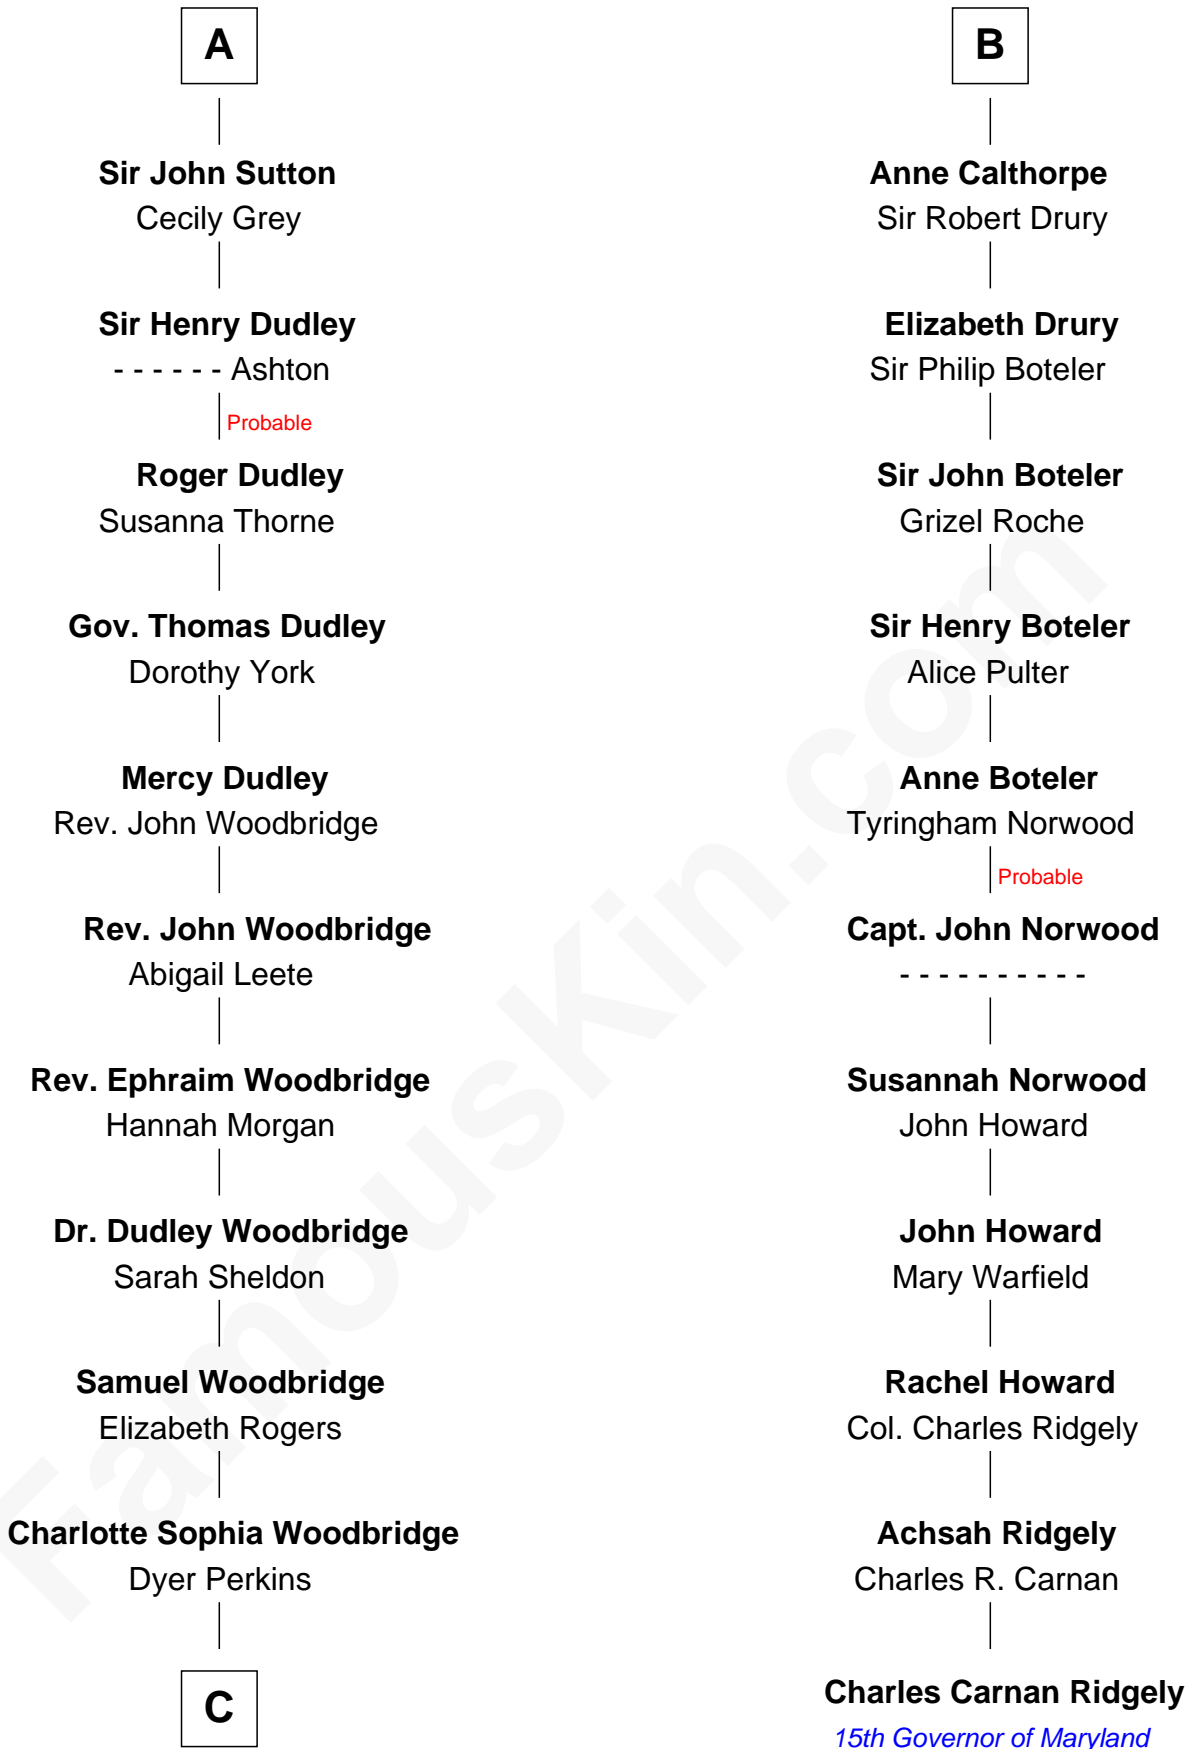 A
Sir John Sutton
Cecily Grey
Sir Henry Dudley
- - - - - - Ashton
Probable
Roger Dudley
Susanna Thorne
Gov. Thomas Dudley
Dorothy York
Mercy Dudley
Rev. John Woodbridge
Rev. John Woodbridge
Abigail Leete
Rev. Ephraim Woodbridge
Hannah Morgan
Dr. Dudley Woodbridge
Sarah Sheldon
Samuel Woodbridge
Elizabeth Rogers
Charlotte Sophia Woodbridge
Dyer Perkins
C
B
Anne Calthorpe
Sir Robert Drury
Elizabeth Drury
Sir Philip Boteler
Sir John Boteler
Grizel Roche
Sir Henry Boteler
Alice Pulter
Anne Boteler
Tyringham Norwood
Probable
Capt. John Norwood
- - - - - - - - - -
Susannah Norwood
John Howard
John Howard
Mary Warfield
Rachel Howard
Col. Charles Ridgely
Achsah Ridgely
Charles R. Carnan
Charles Carnan Ridgely
15th Governor of Maryland
FamousKin.com